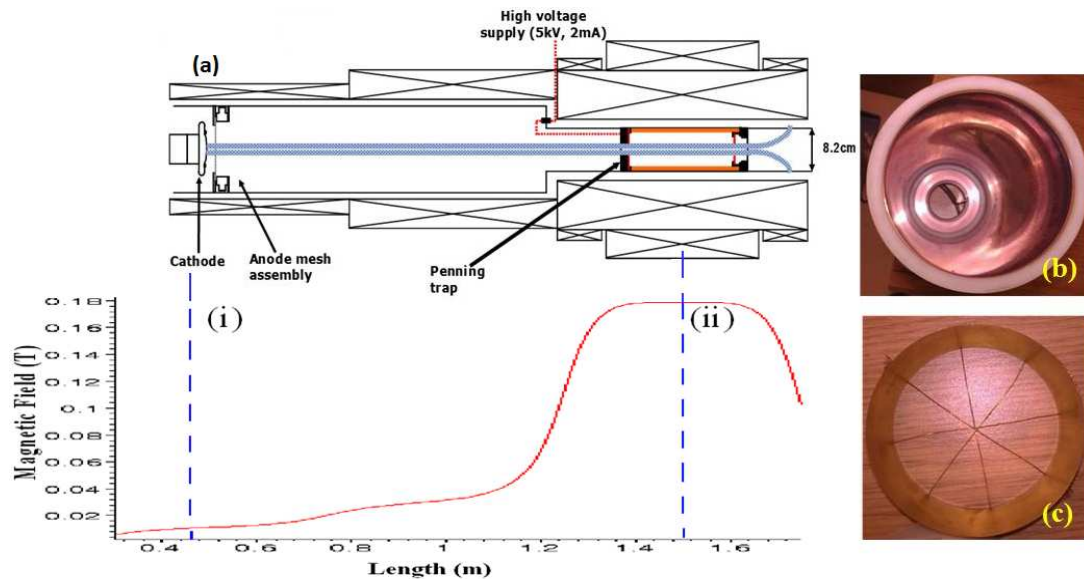 High voltage
supply (5kV, 2mA)
(a)
8.2cm
Cathode
Anode mesh
assembly
Penning
trap
(b)
(i)
(ii)
Magnetic Field (T)
0.18
0.16
0.14
0.12
0.1
0.08
0.06
0.04
0.02
0.4
0.6
0.8
1
1.2
1.4
1.6
Length (m)
(c)